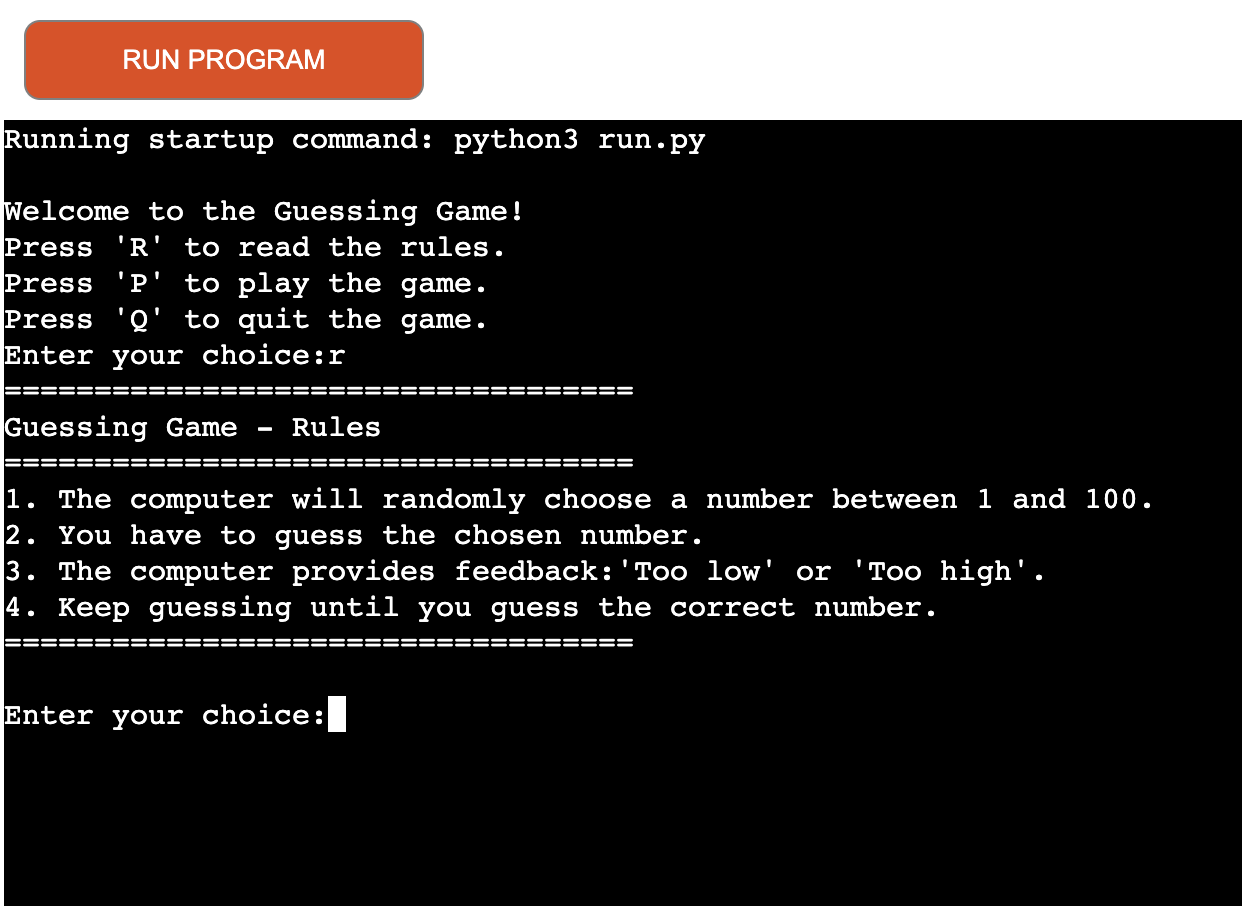 RUN PROGRAM
Running startup command: python3 run.py
Welcome to the Guessing Game!
Press 'R' to read the rules.
Press 'P' to play the game.
Press 'Q' to quit the game.
Enter your choice:r
===================================
Guessing Game - Rules
===================================
1. The computer will randomly choose a number between 1 and 100.
2. You have to guess the chosen number.
3. The computer provides feedback:'Too low' or 'Too high'.
4. Keep guessing until you guess the correct number.
===================================
Enter your choice: